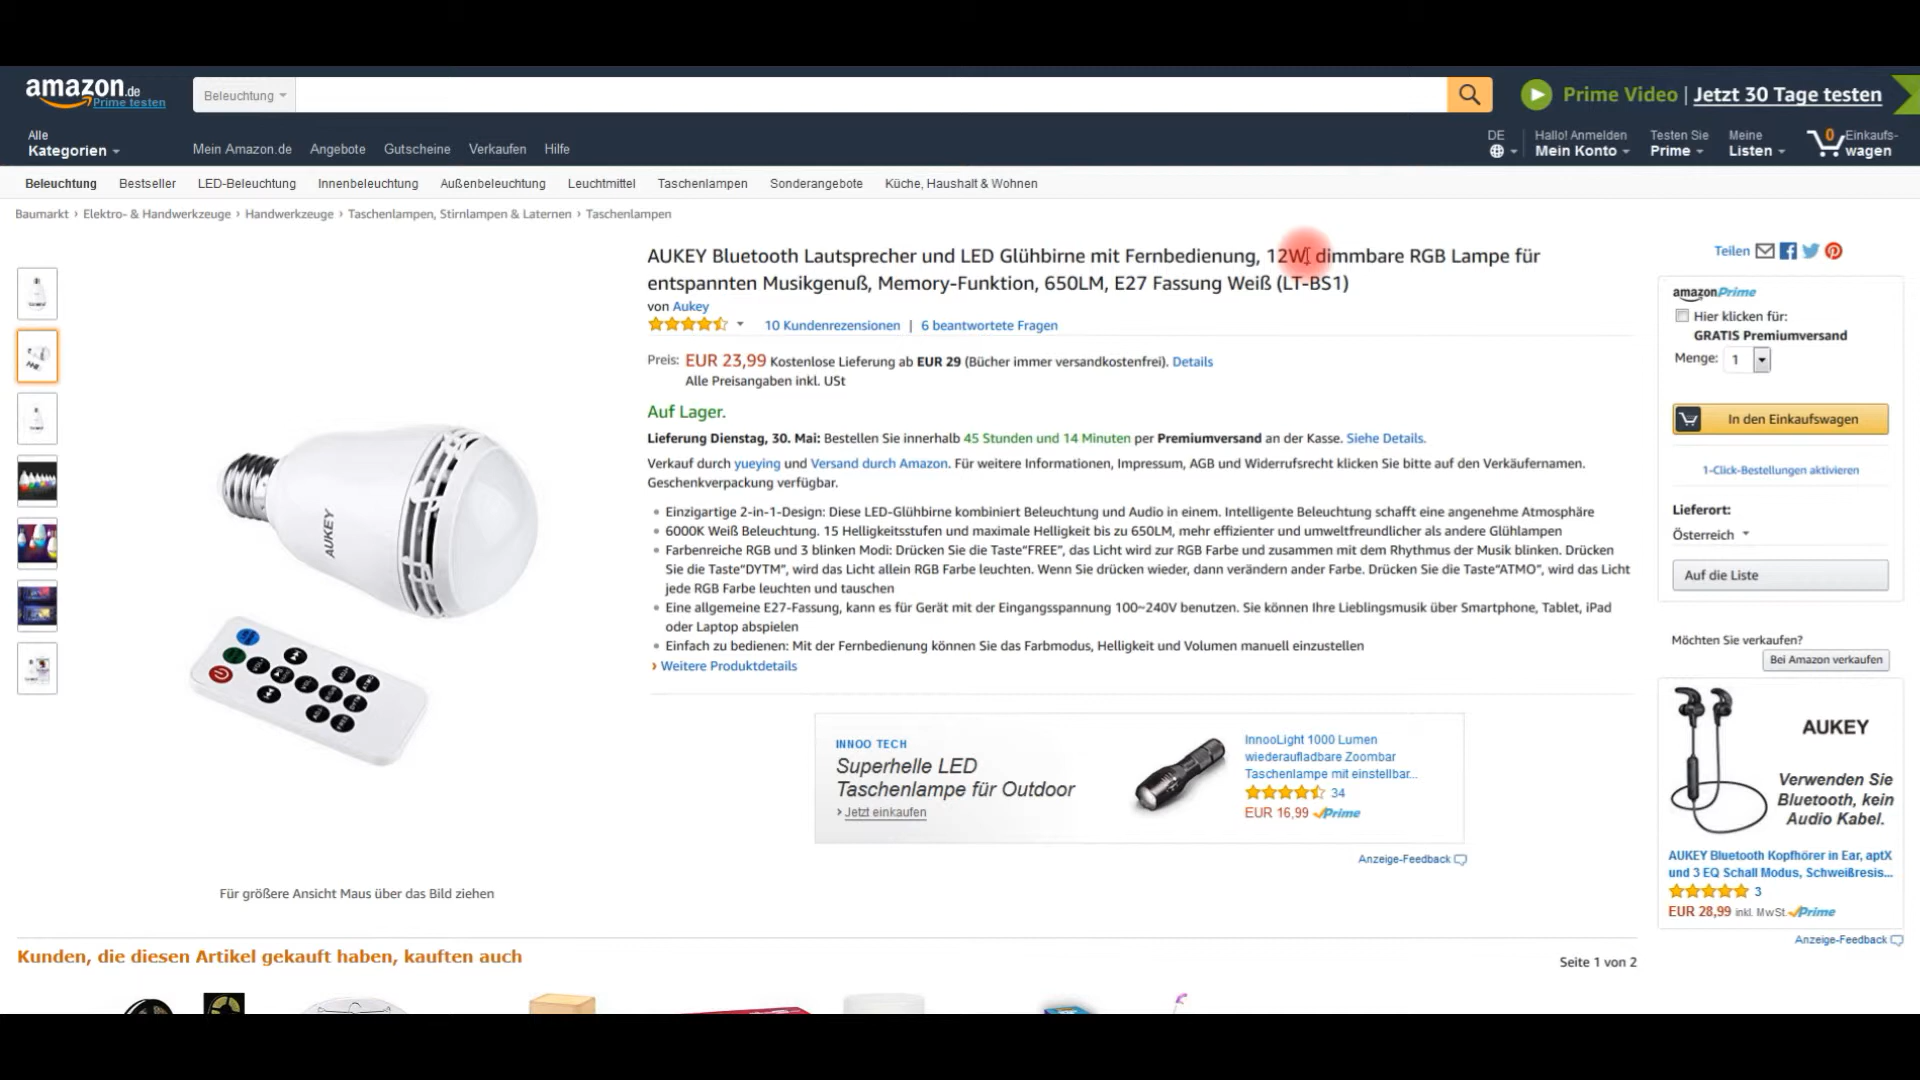 amazon.de
Prime testen
Beleuchtung
Prime Video | Jetzt 30 Tage testen
Alle
Kategorien
Mein Amazon.de Angebote Gutscheine Verkaufen Hilfe
DE
Hallo! Anmelden
Mein Konto
Testen Sie
Prime
Meine
Listen
0
Einkaufs-
wagen
Beleuchtung Bestseller LED-Beleuchtung Innenbeleuchtung Außenbeleuchtung Leuchtmittel Taschenlampen Sonderangebote Küche, Haushalt & Wohnen
Baumarkt › Elektro- & Handwerkzeuge › Handwerkzeuge › Taschenlampen, Stirnlampen & Laternen › Taschenlampen
AUKEY Bluetooth Lautsprecher und LED Glühbirne mit Fernbedienung, 12W, dimmbare RGB Lampe für
entspannten Musikgenuß, Memory-Funktion, 650LM, E27 Fassung Weiß (LT-BS1)
von Aukey
10 Kundenrezensionen | 6 beantwortete Fragen
Preis: EUR 23,99 Kostenlose Lieferung ab EUR 29 (Bücher immer versandkostenfrei). Details
Alle Preisangaben inkl. USt
Auf Lager.
Lieferung Dienstag, 30. Mai: Bestellen Sie innerhalb 45 Stunden und 14 Minuten per Premiumversand an der Kasse. Siehe Details.
Verkauf durch yueying und Versand durch Amazon. Für weitere Informationen, Impressum, AGB und Widerrufsrecht klicken Sie bitte auf den Verkäufernamen.
Geschenkverpackung verfügbar.
• Einzigartige 2-in-1-Design: Diese LED-Glühbirne kombiniert Beleuchtung und Audio in einem. Intelligente Beleuchtung schafft eine angenehme Atmosphäre
• 6000K Weiß Beleuchtung. 15 Helligkeitsstufen und maximale Helligkeit bis zu 650LM, mehr effizienter und umweltfreundlicher als andere Glühlampen
• Farbenreiche RGB und 3 blinken Modi: Drücken Sie die Taste"FREE", das Licht wird zur RGB Farbe und zusammen mit dem Rhythmus der Musik blinken. Drücken
Sie die Taste"DYTM", wird das Licht allein RGB Farbe leuchten. Wenn Sie drücken wieder, dann verändern ander Farbe. Drücken Sie die Taste"ATMO", wird das Licht
jede RGB Farbe leuchten und tauschen
• Eine allgemeine E27-Fassung, kann es für Gerät mit der Eingangsspannung 100~240V benutzen. Sie können Ihre Lieblingsmusik über Smartphone, Tablet, iPad
oder Laptop abspielen
• Einfach zu bedienen: Mit der Fernbedienung können Sie das Farbmodus, Helligkeit und Volumen manuell einzustellen
› Weitere Produktdetails
AUKEY
INNOO TECH
Superhelle LED
Taschenlampe für Outdoor
› Jetzt einkaufen
InnooLight 1000 Lumen
wiederaufladbare Zoombar
Taschenlampe mit einstellbar...
34
EUR 16,99 Prime
Anzeige-Feedback
Für größere Ansicht Maus über das Bild ziehen
Kunden, die diesen Artikel gekauft haben, kauften auch
Seite 1 von 2
Teilen
amazonPrime
Hier klicken für:
GRATIS Premiumversand
Menge: 1
In den Einkaufswagen
1-Click-Bestellungen aktivieren
Lieferort:
Österreich
Auf die Liste
Möchten Sie verkaufen?
Bei Amazon verkaufen
AUKEY
Verwenden Sie
Bluetooth, kein
Audio Kabel.
AUKEY Bluetooth Kopfhörer in Ear, aptX
und 3 EQ Schall Modus, Schweißresis...
3
EUR 28,99 inkl. MwSt. Prime
Anzeige-Feedback